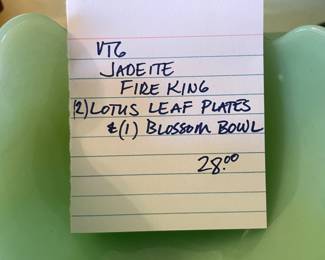 VTG
JADEITE
FIRE KING
(2) LOTUS LEAF PLATES
& (1) BLOSSOM BOWL
28.00